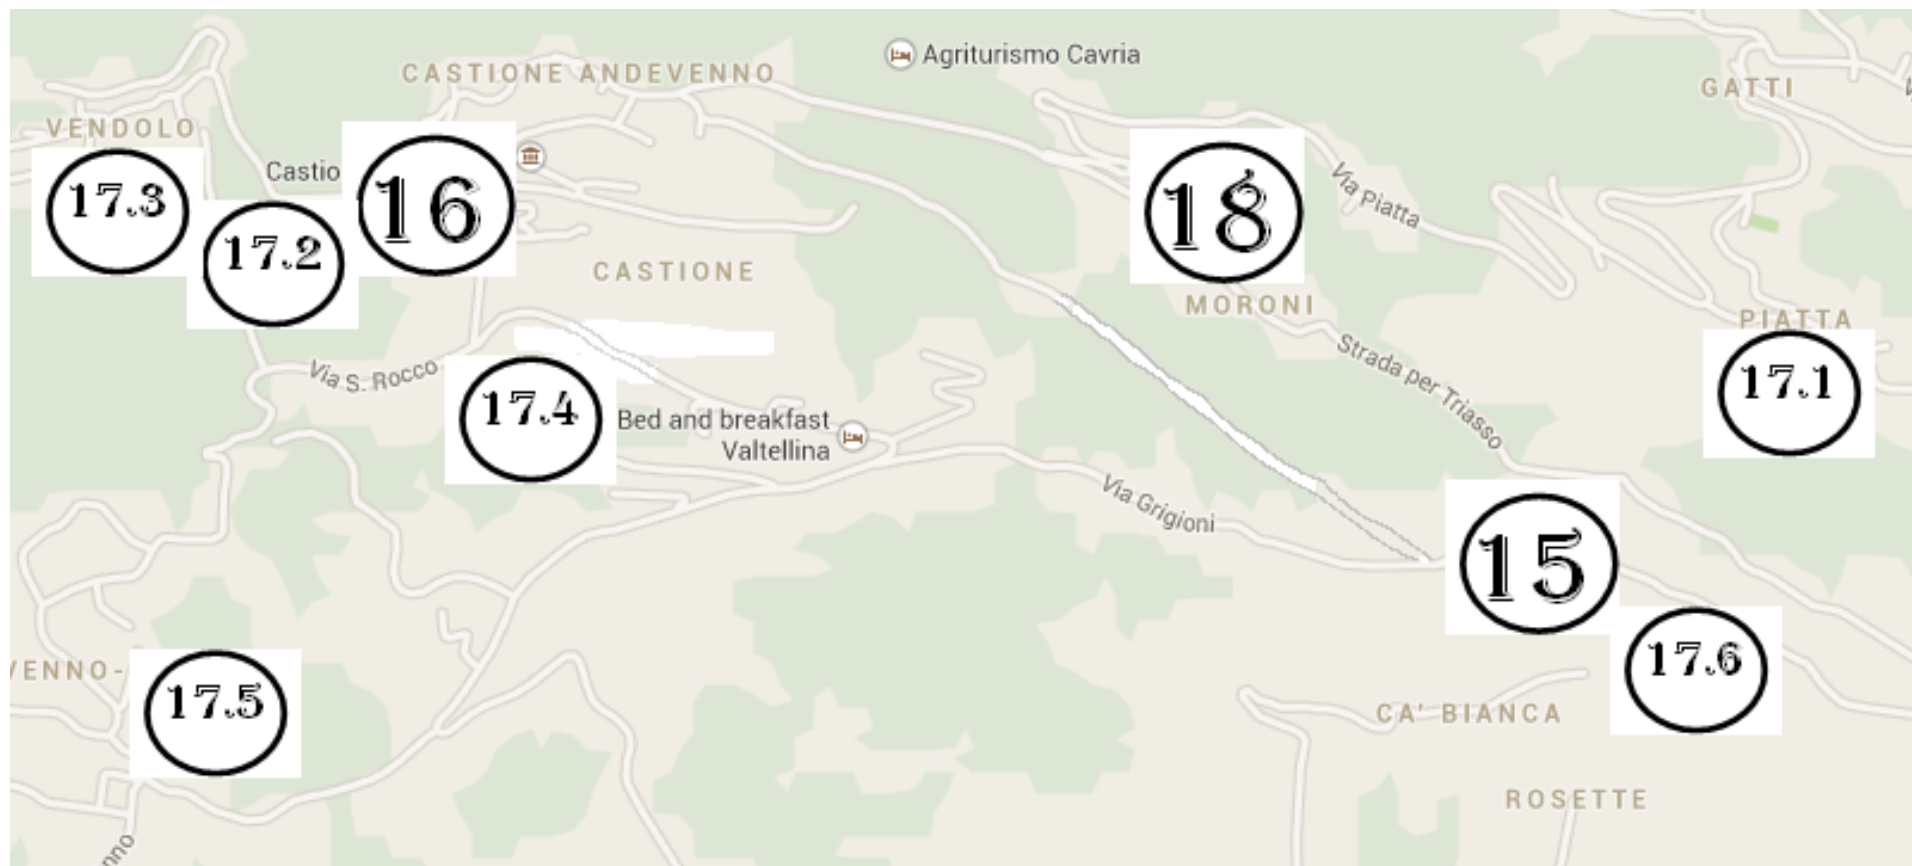 Agriturismo Cavria
CASTIONE ANDEVENNO
GATTI
VENDOLO
Castio
17.3
16
17.2
18
Via Piatta
CASTIONE
MORONI
PIATTA
Strada per Triasso
Via S. Rocco
17.1
17.4
Bed and breakfast
Valtellina
Via Grigioni
15
VENNO-
17.5
17.6
CA' BIANCA
ROSETTE
nno